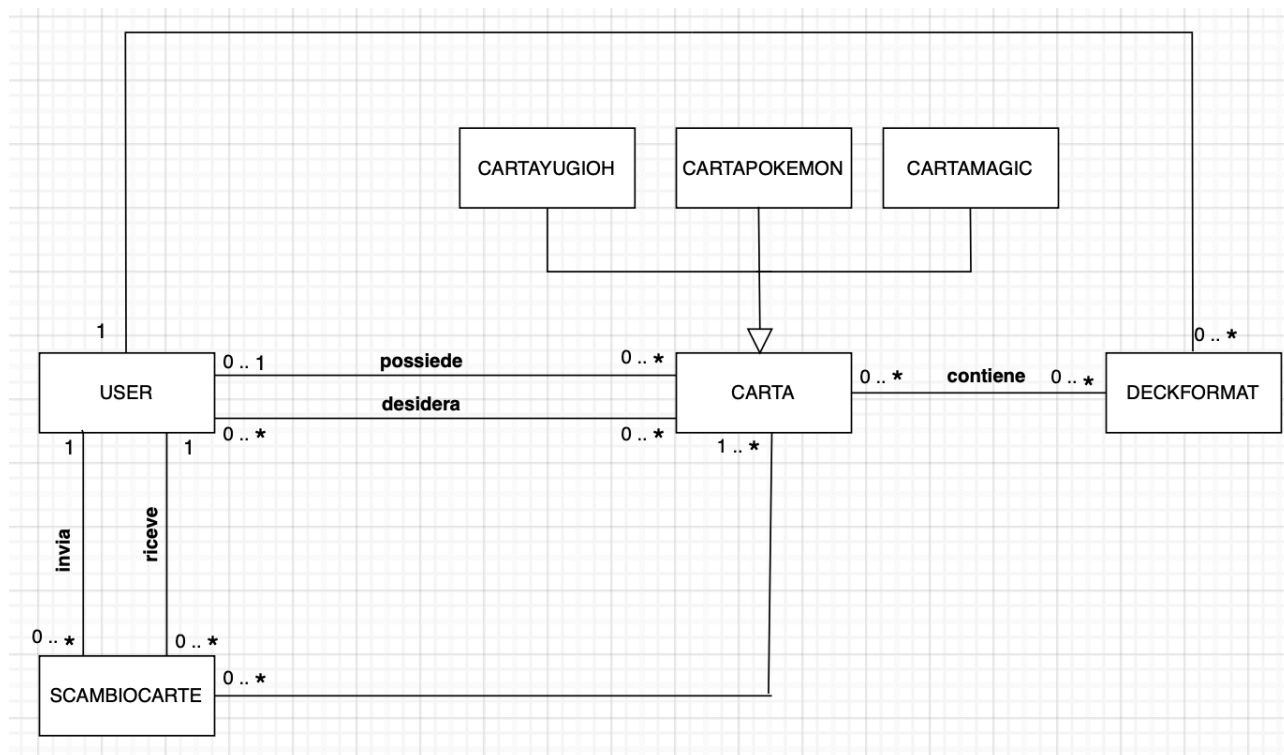 CARTAYUGIOH
CARTAPOKEMON
CARTAMAGIC
1
0 .. *
0 .. 1
possiede
0 .. *
USER
CARTA
0 .. *
contiene
0 .. *
DECKFORMAT
desidera
0 .. *
0 .. *
1
1
1 .. *
invia
riceve
0 .. *
0 .. *
0 .. *
SCAMBIOCARTE